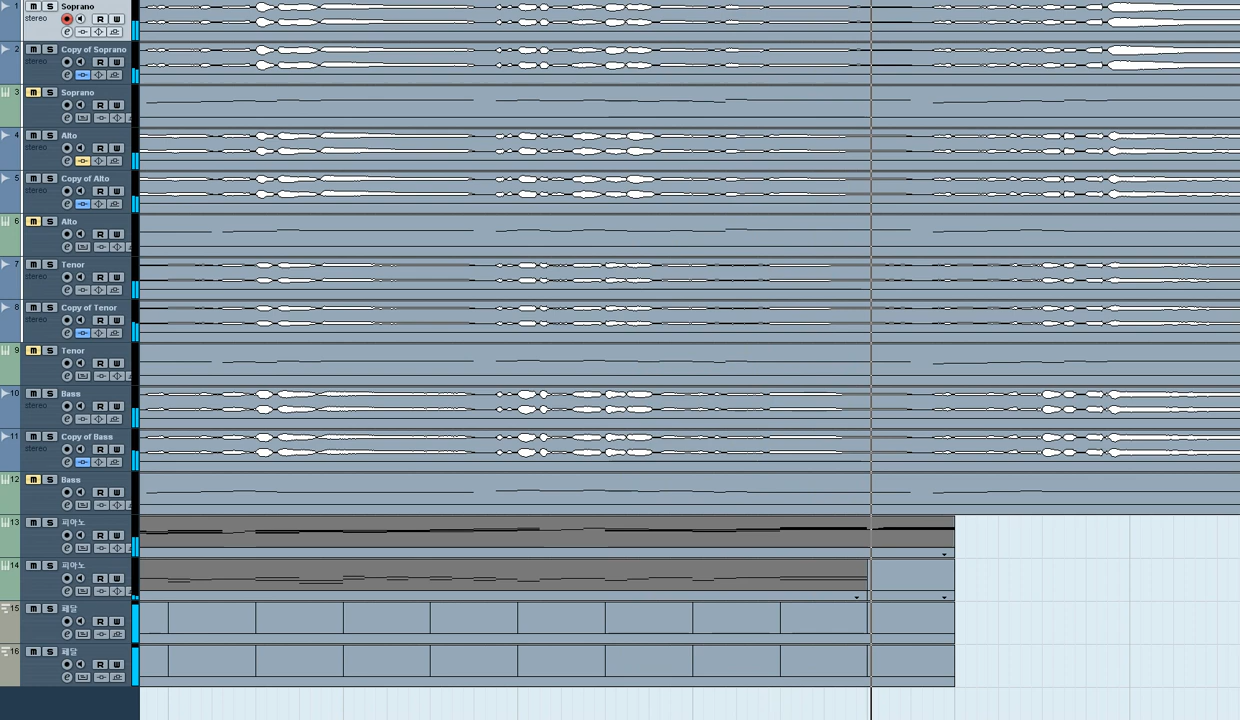 1 m S Soprano
stereo R W
e
2 m S Copy of Soprano
stereo R W
e
3 m S Soprano
R W
e
4 m S Alto
stereo R W
e
5 m S Copy of Alto
stereo R W
e
6 m S Alto
R W
e
7 m S Tenor
stereo R W
e
8 m S Copy of Tenor
stereo R W
e
9 m S Tenor
R W
e
10 m S Bass
stereo R W
e
11 m S Copy of Bass
stereo R W
e
12 m S Bass
R W
e
13 m S 피아노
R W
e
14 m S 피아노
R W
e
15 m S 페달
R W
e
16 m S 페달
R W
e